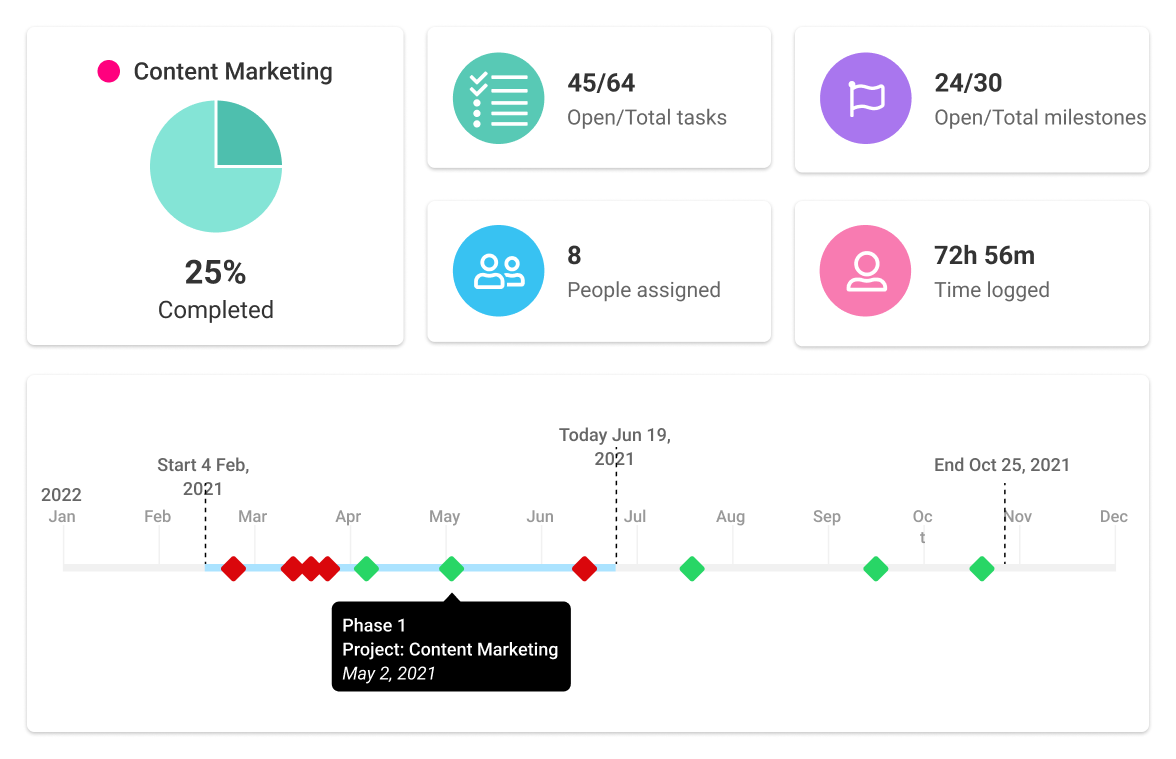 Content Marketing
25%
Completed
45/64
Open/Total tasks
24/30
Open/Total milestones
8
People assigned
72h 56m
Time logged
Today Jun 19,
2021
Start 4 Feb,
2021
End Oct 25, 2021
2022
Jan
Feb
Mar
Apr
May
Jun
Jul
Aug
Sep
Oc
t
Nov
Dec
Phase 1
Project: Content Marketing
May 2, 2021